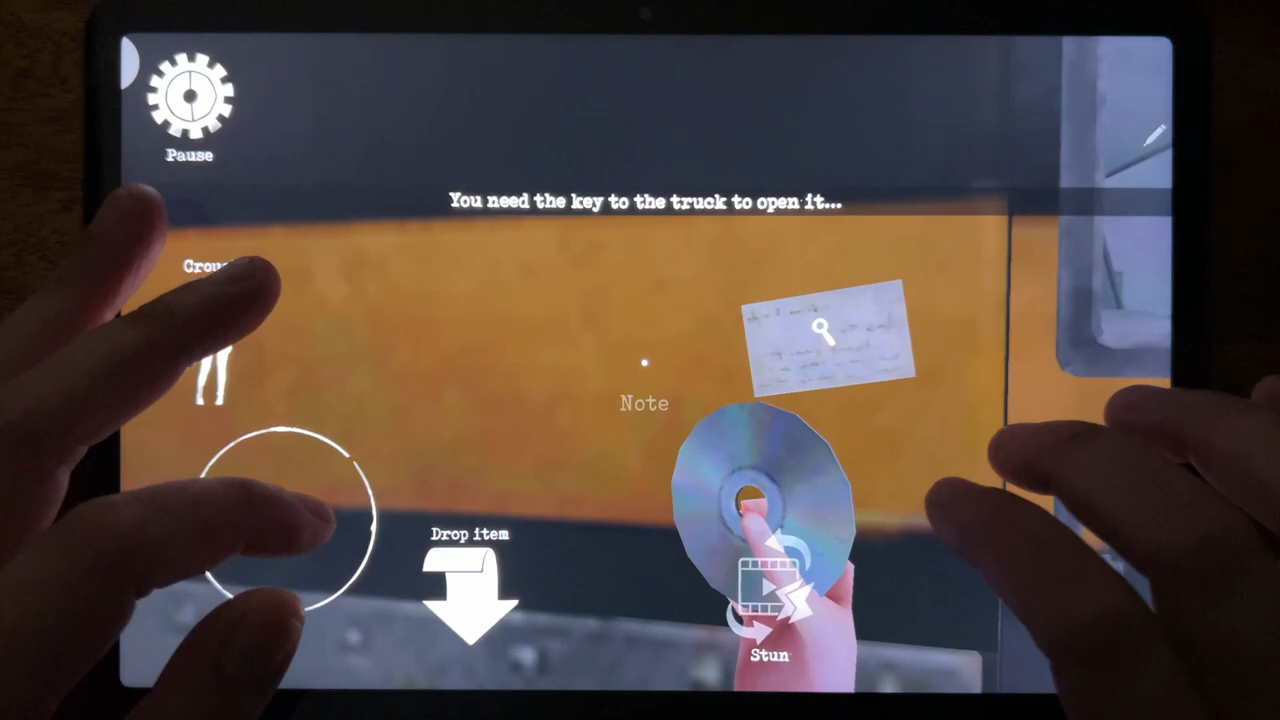 Pause
You need the key to the truck to open it...
Note
Drop item
Stun